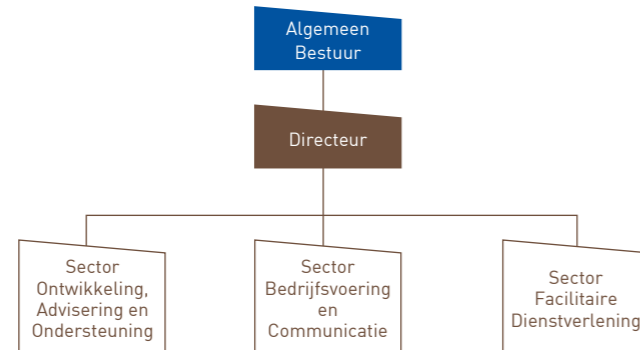 Algemeen
Bestuur
Directeur
Sector
Ontwikkeling,
Advisering en
Ondersteuning
Sector
Bedrijfsvoering
en
Communicatie
Sector
Facilitaire
Dienstverlening